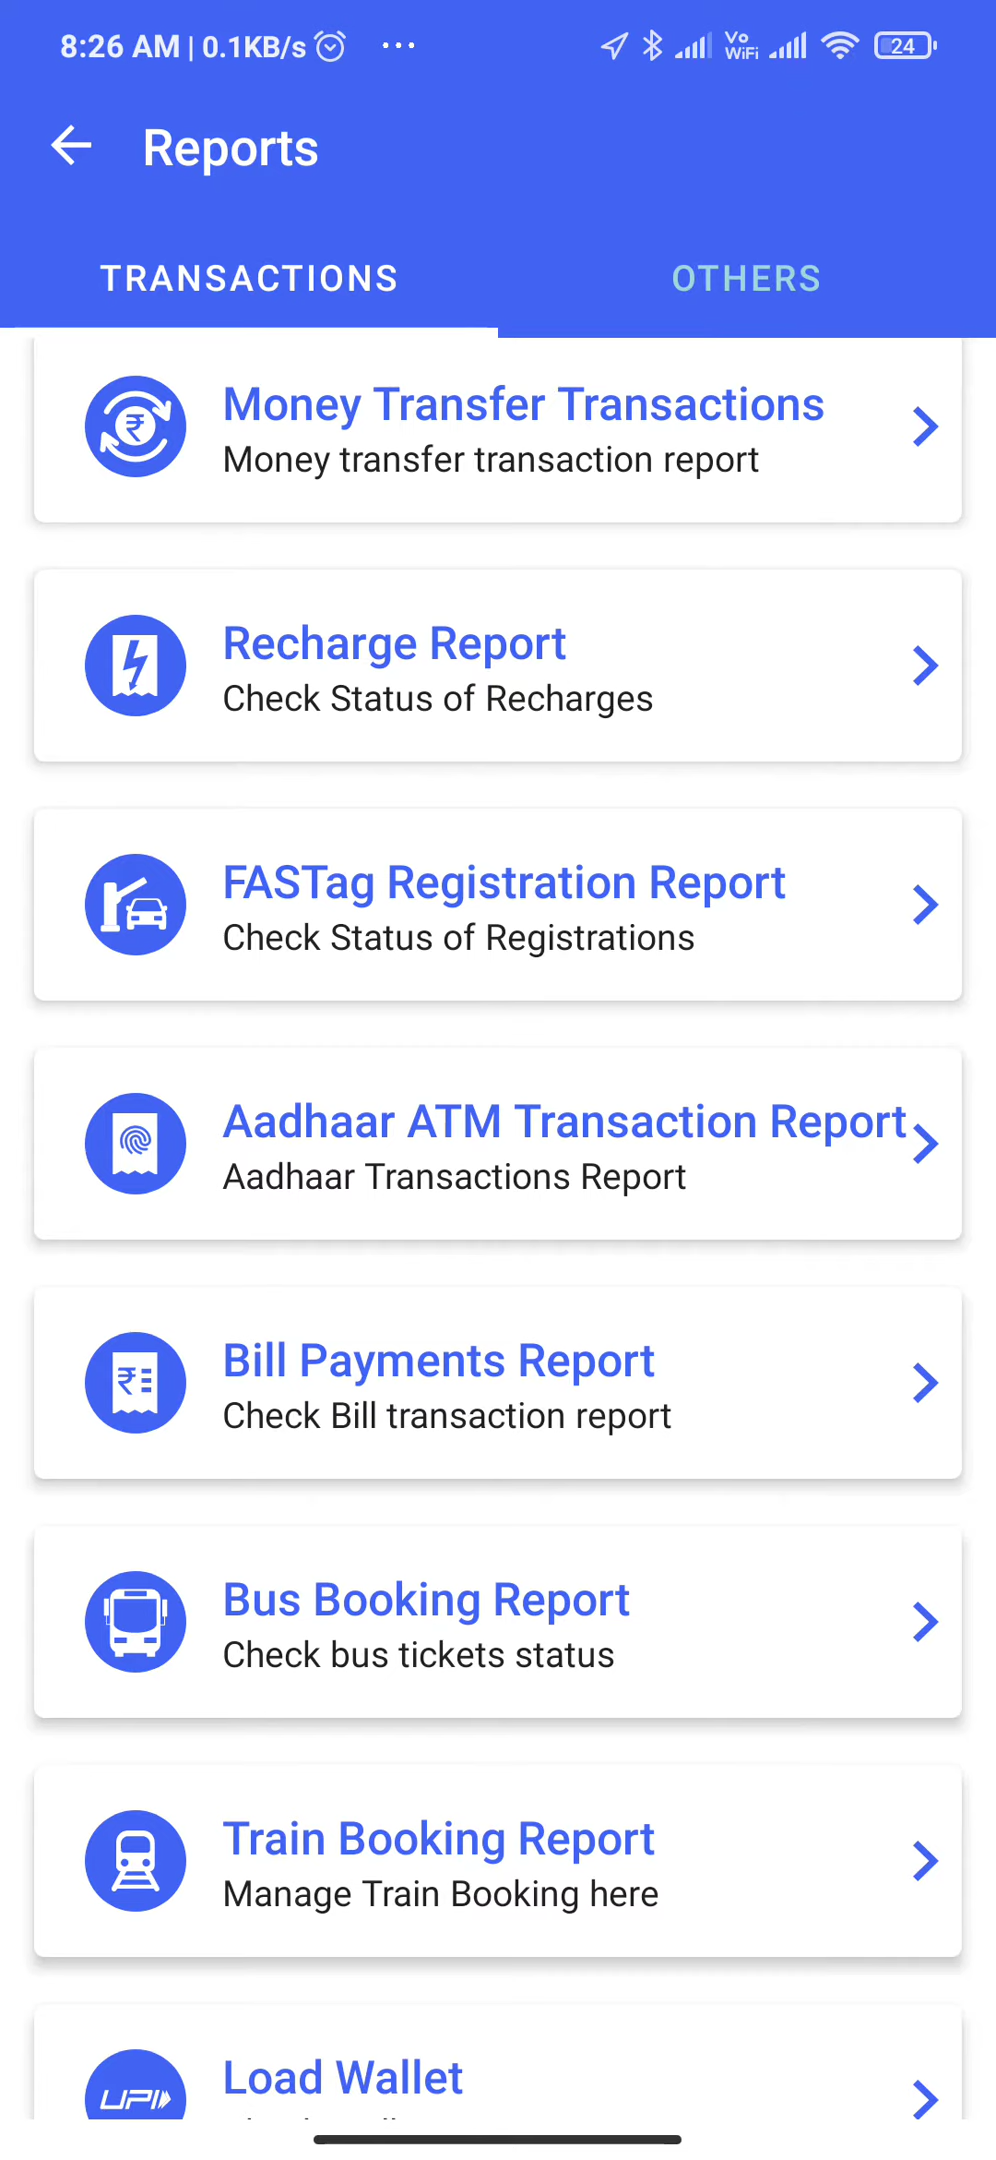 8:26 AM | 0.1KB/s ...
Vo
WiFi
24
Reports
TRANSACTIONS
OTHERS
Money Transfer Transactions
Money transfer transaction report
Recharge Report
Check Status of Recharges
FASTag Registration Report
Check Status of Registrations
Aadhaar ATM Transaction Report
Aadhaar Transactions Report
Bill Payments Report
Check Bill transaction report
Bus Booking Report
Check bus tickets status
Train Booking Report
Manage Train Booking here
UPI
Load Wallet